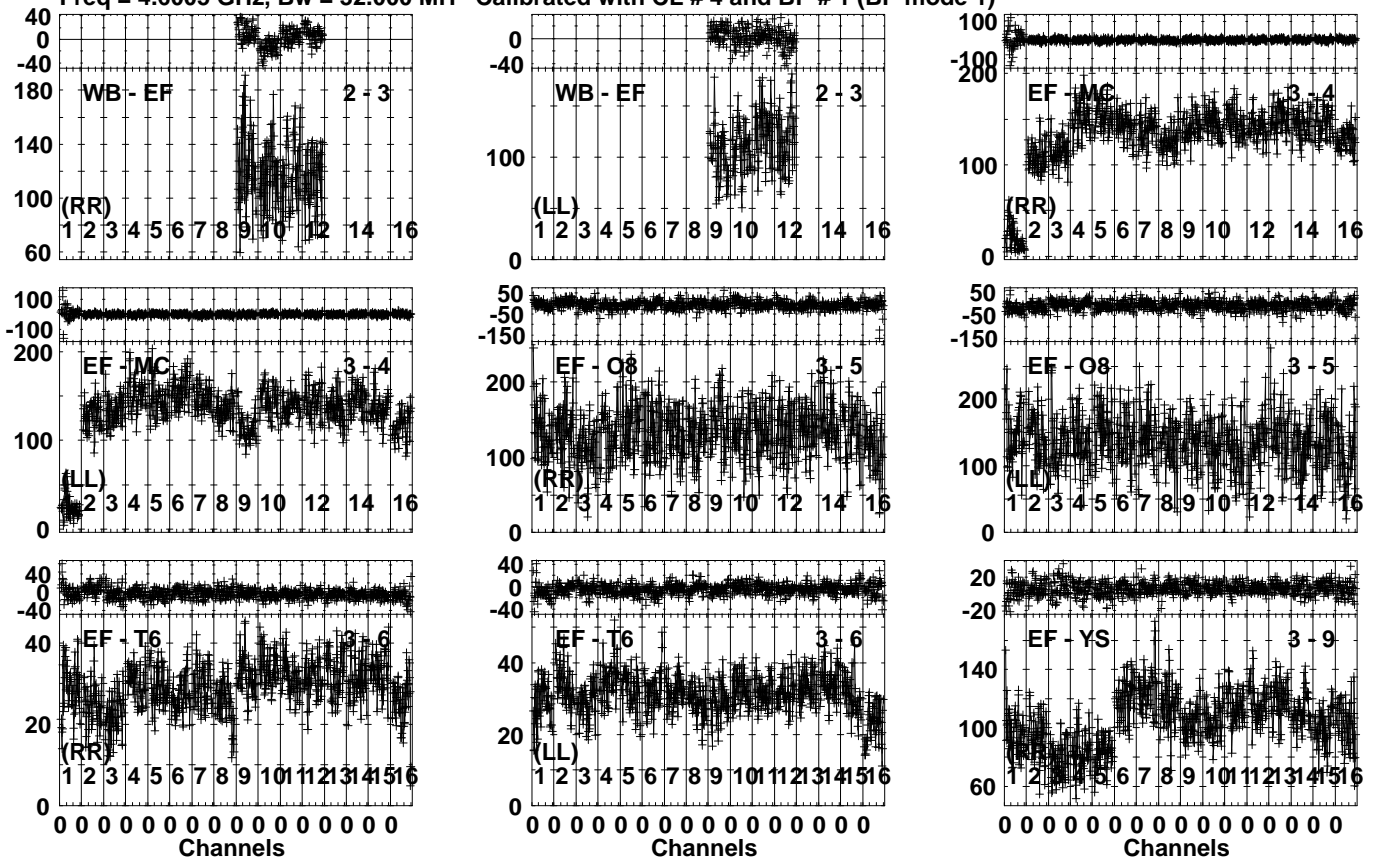 Freq = 4.6005 GHz, Bw = 32.000 MH Calibrated with CL # 4 and BP # 1 (BP mode 1)
40
0
-40
180
140
100
60
WB - EF 2 - 3
(RR)
1 2 3 4 5 6 7 8 9 10 12 14 16
0
-40
100
0
WB - EF 2 - 3
(LL)
1 2 3 4 5 6 7 8 9 10 12 14 16
100
-100
200
100
0
EF - MC 3 - 4
(RR)
2 3 4 5 6 7 8 9 10 12 14 16
100
-100
200
100
0
EF - MC 3 - 4
(LL)
2 3 4 5 6 7 8 9 10 12 14 16
50
-50
-150
200
100
0
EF - O8 3 - 5
(RR)
1 2 3 4 5 6 7 8 9 10 12 14 16
50
-50
-150
200
100
0
EF - O8 3 - 5
(LL)
1 2 3 4 5 6 7 8 9 10 12 14 16
40
0
-40
40
20
0
EF - T6 3 - 6
(RR)
1 2 3 4 5 6 7 8 9 10 11 12 13 14 15 16
40
0
-40
40
20
0
EF - T6 3 - 6
(LL)
1 2 3 4 5 6 7 8 9 10 11 12 13 14 15 16
20
-20
140
100
60
EF - YS 3 - 9
(RR)
1 2 3 4 5 6 7 8 9 10 11 12 13 14 15 16
0 0 0 0 0 0 0 0 0 0 0 0 0 0 0 0
Channels
0 0 0 0 0 0 0 0 0 0 0 0 0 0 0 0
Channels
0 0 0 0 0 0 0 0 0 0 0 0 0 0 0 0
Channels